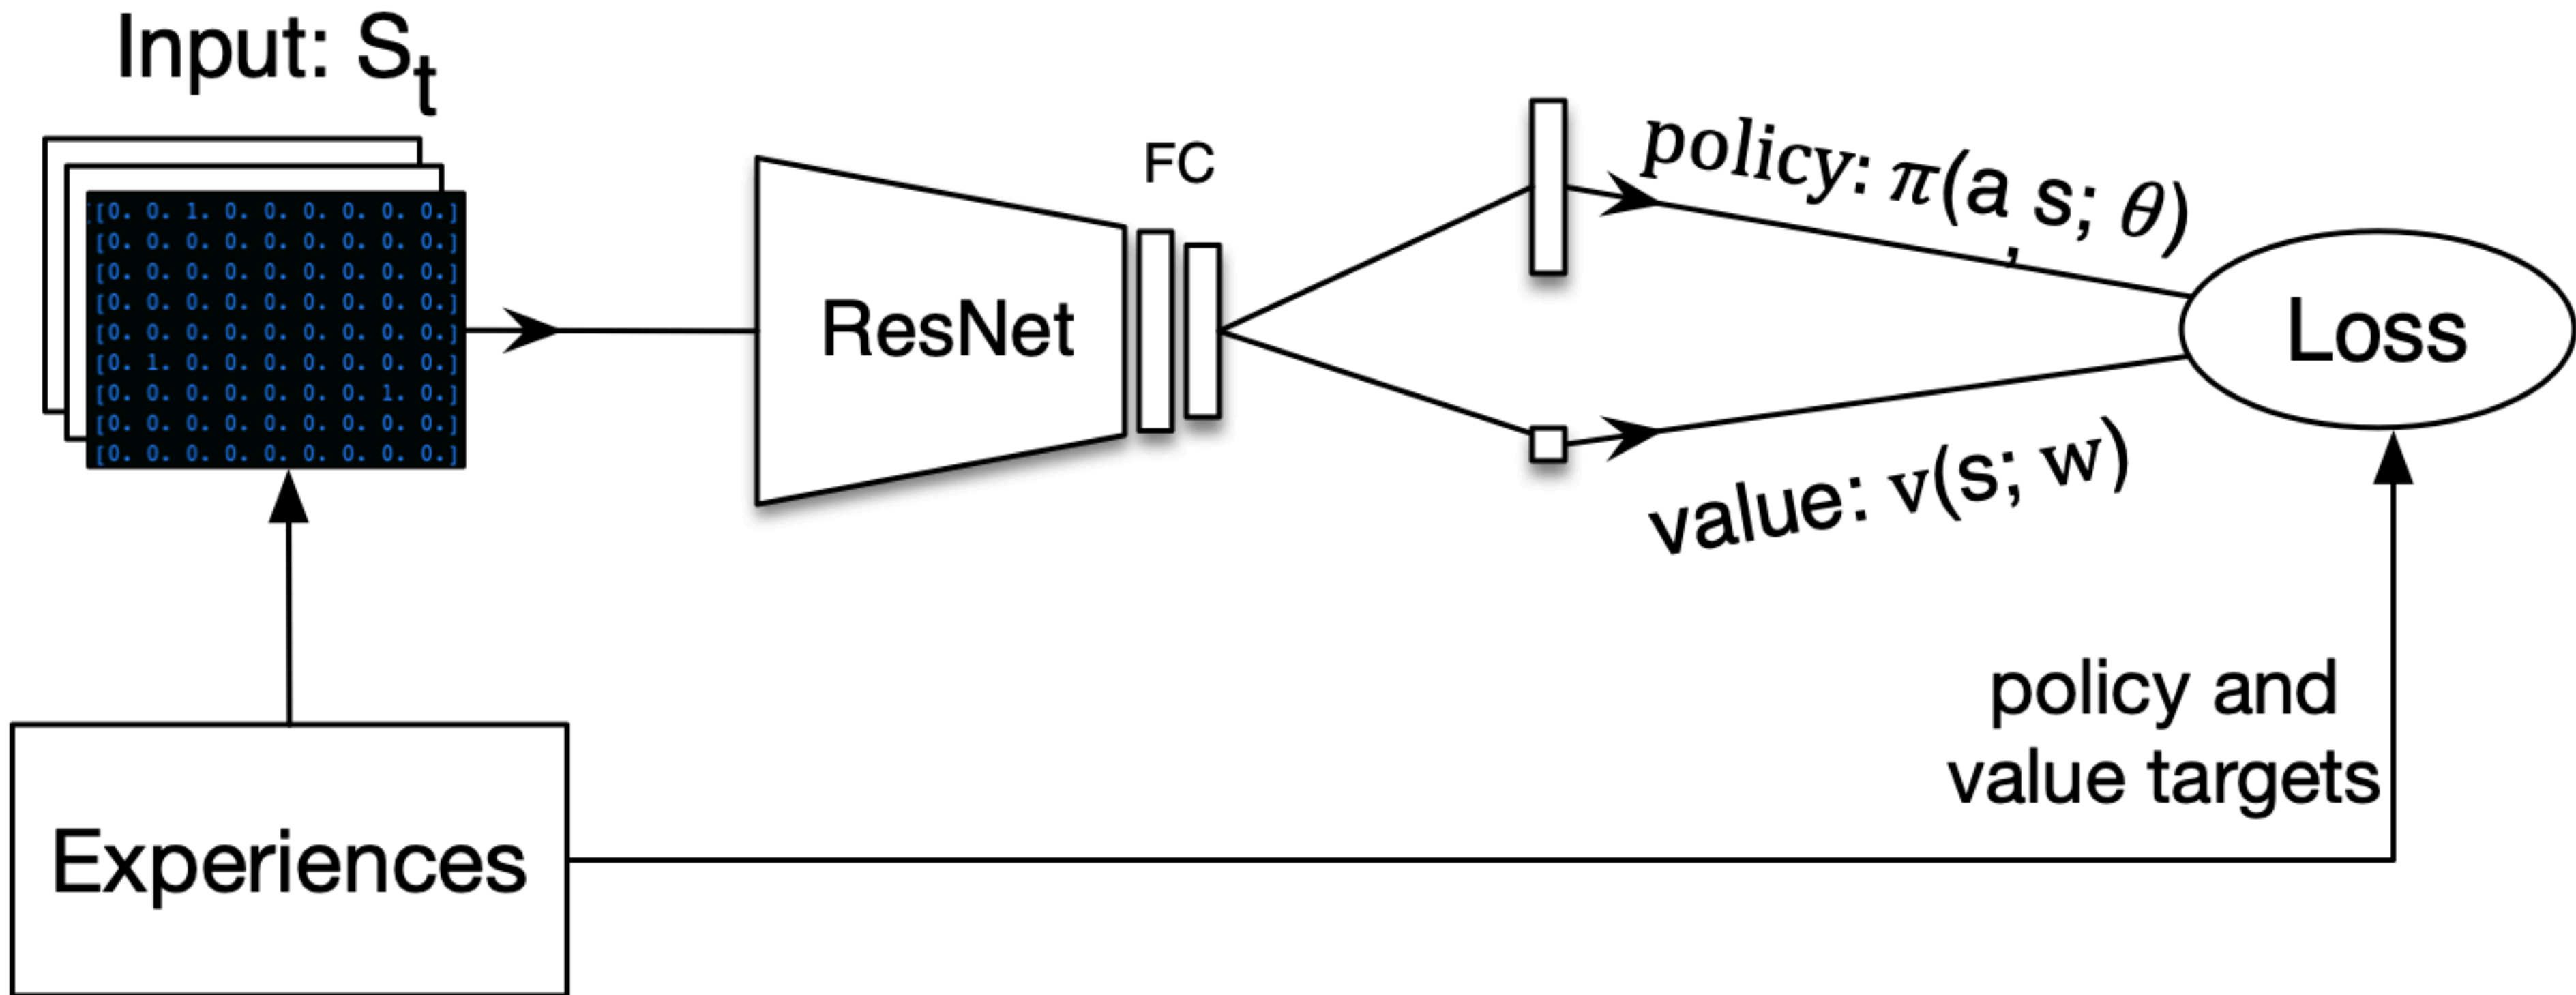 Input: St
[[0. 0. 1. 0. 0. 0. 0. 0. 0.]
[0. 0. 0. 0. 0. 0. 0. 0. 0.]
[0. 0. 0. 0. 0. 0. 0. 0. 0.]
[0. 0. 0. 0. 0. 0. 0. 0. 0.]
[0. 0. 0. 0. 0. 0. 0. 0. 0.]
[0. 1. 0. 0. 0. 0. 0. 0. 0.]
[0. 0. 0. 0. 0. 0. 0. 1. 0.]
[0. 0. 0. 0. 0. 0. 0. 0. 0.]
[0. 0. 0. 0. 0. 0. 0. 0. 0.]
ResNet
FC
policy: π(a, s; θ)
value: v(s; w)
Loss
policy and
value targets
Experiences